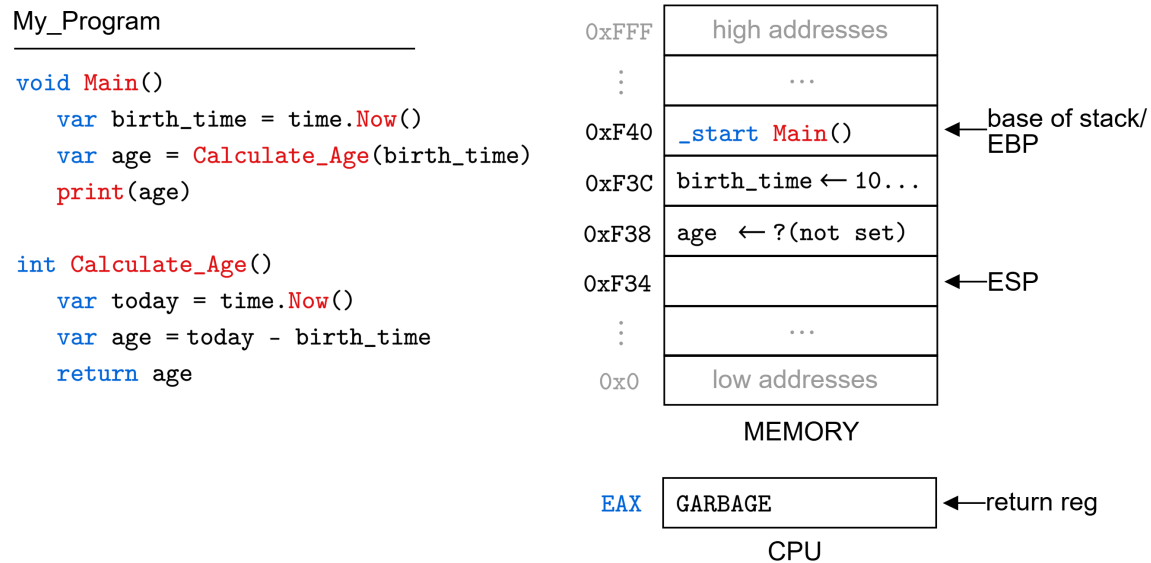 My_Program
void Main()
var birth_time = time.Now()
var age = Calculate_Age(birth_time)
print(age)
int Calculate_Age()
var today = time.Now()
var age = today - birth_time
return age
0xFFF high addresses
⋮ ...
0xF40 _start Main() ← base of stack/
EBP
0xF3C birth_time ← 10...
0xF38 age ← ?(not set)
0xF34 ← ESP
⋮ ...
0x0 low addresses
MEMORY
EAX GARBAGE ← return reg
CPU